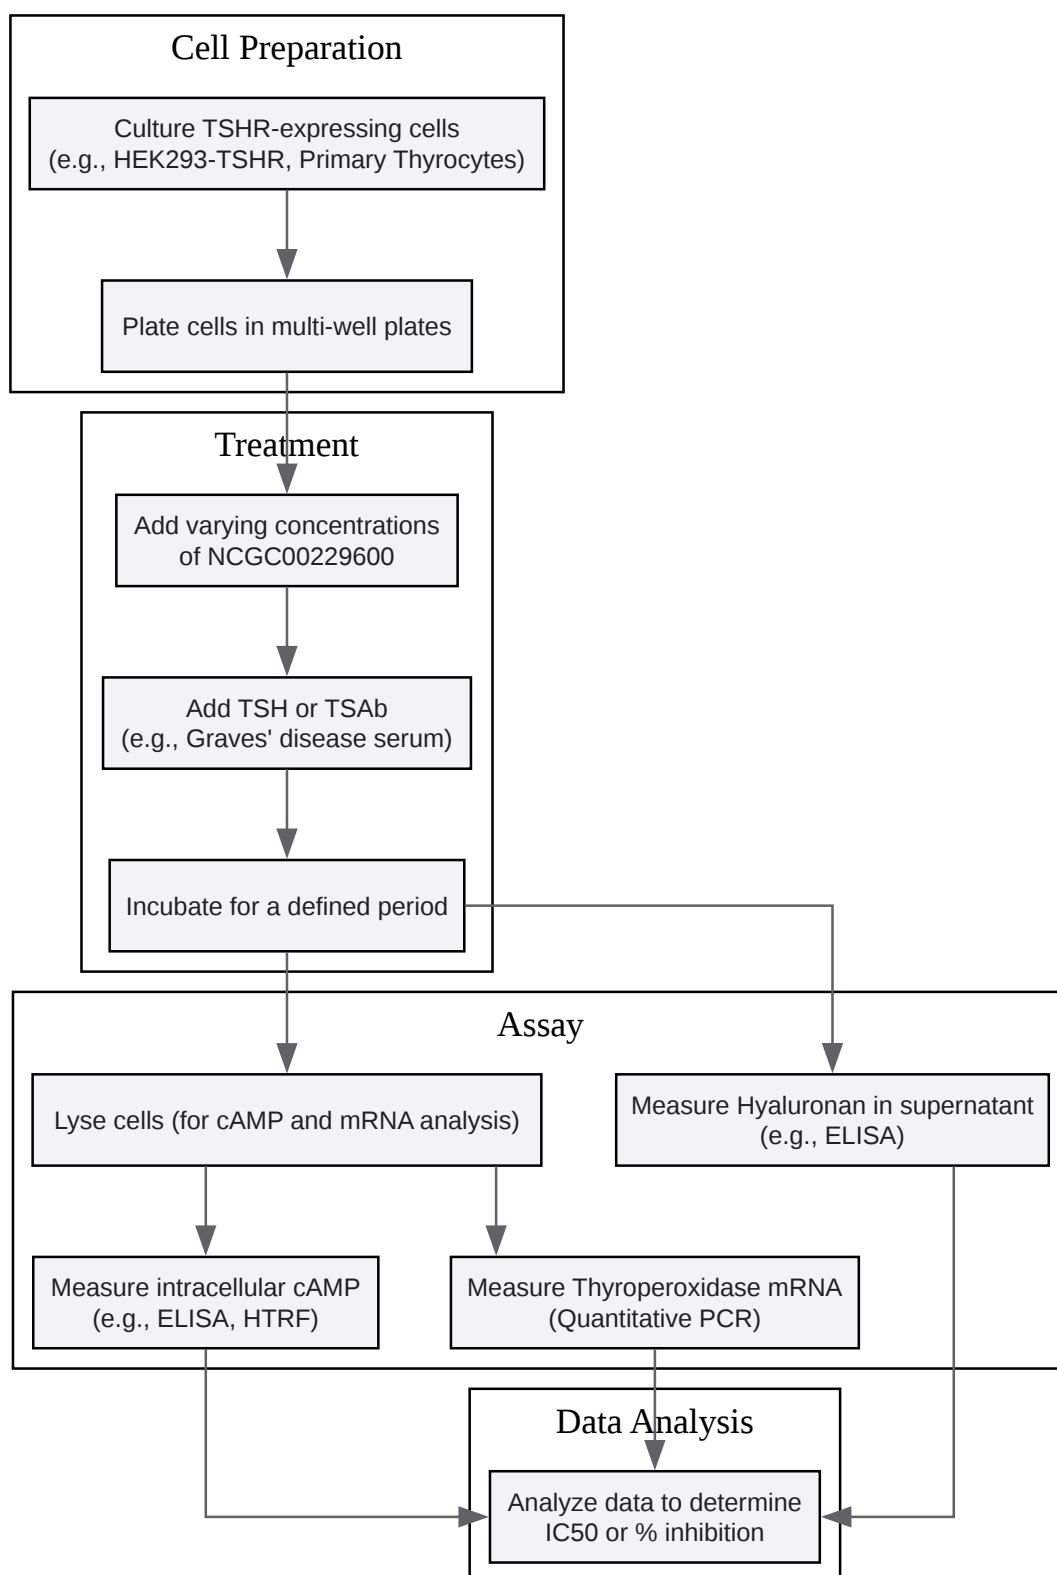 Cell Preparation
Culture TSHR-expressing cells
(e.g., HEK293-TSHR, Primary Thyrocytes)
Plate cells in multi-well plates
Treatment
Add varying concentrations
of NCGC00229600
Add TSH or TSAb
(e.g., Graves' disease serum)
Incubate for a defined period
Assay
Lyse cells (for cAMP and mRNA analysis)
Measure Hyaluronan in supernatant
(e.g., ELISA)
Measure intracellular cAMP
(e.g., ELISA, HTRF)
Measure Thyroperoxidase mRNA
(Quantitative PCR)
Data Analysis
Analyze data to determine
IC50 or % inhibition